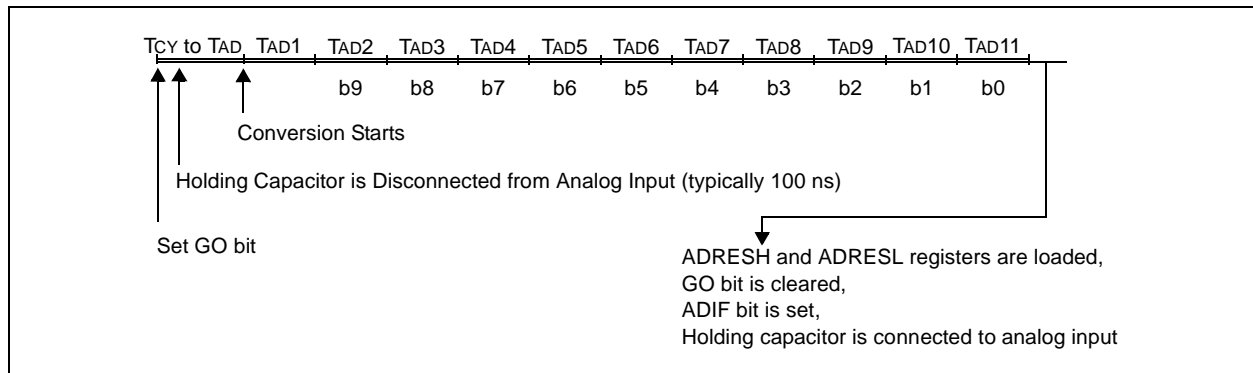 TCY to TAD TAD1 TAD2 TAD3 TAD4 TAD5 TAD6 TAD7 TAD8 TAD9 TAD10 TAD11
b9 b8 b7 b6 b5 b4 b3 b2 b1 b0
Conversion Starts
Holding Capacitor is Disconnected from Analog Input (typically 100 ns)
Set GO bit
ADRESH and ADRESL registers are loaded,
GO bit is cleared,
ADIF bit is set,
Holding capacitor is connected to analog input